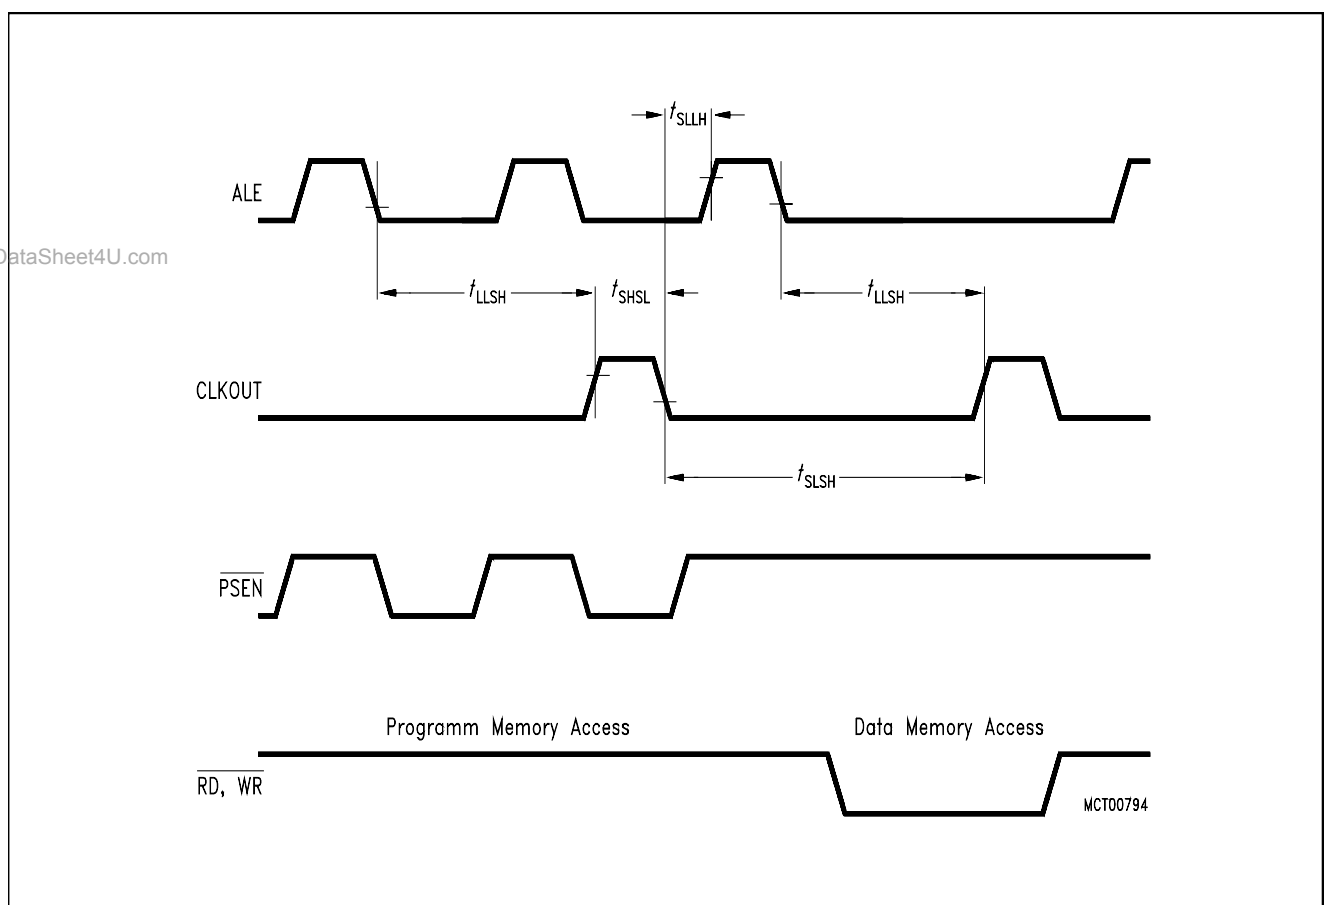 tSLLH
ALE
DataSheet4U.com
tLLSH tSHSL tLLSH
CLKOUT
tSLSH
PSEN
Programm Memory Access Data Memory Access
RD, WR
MCT00794